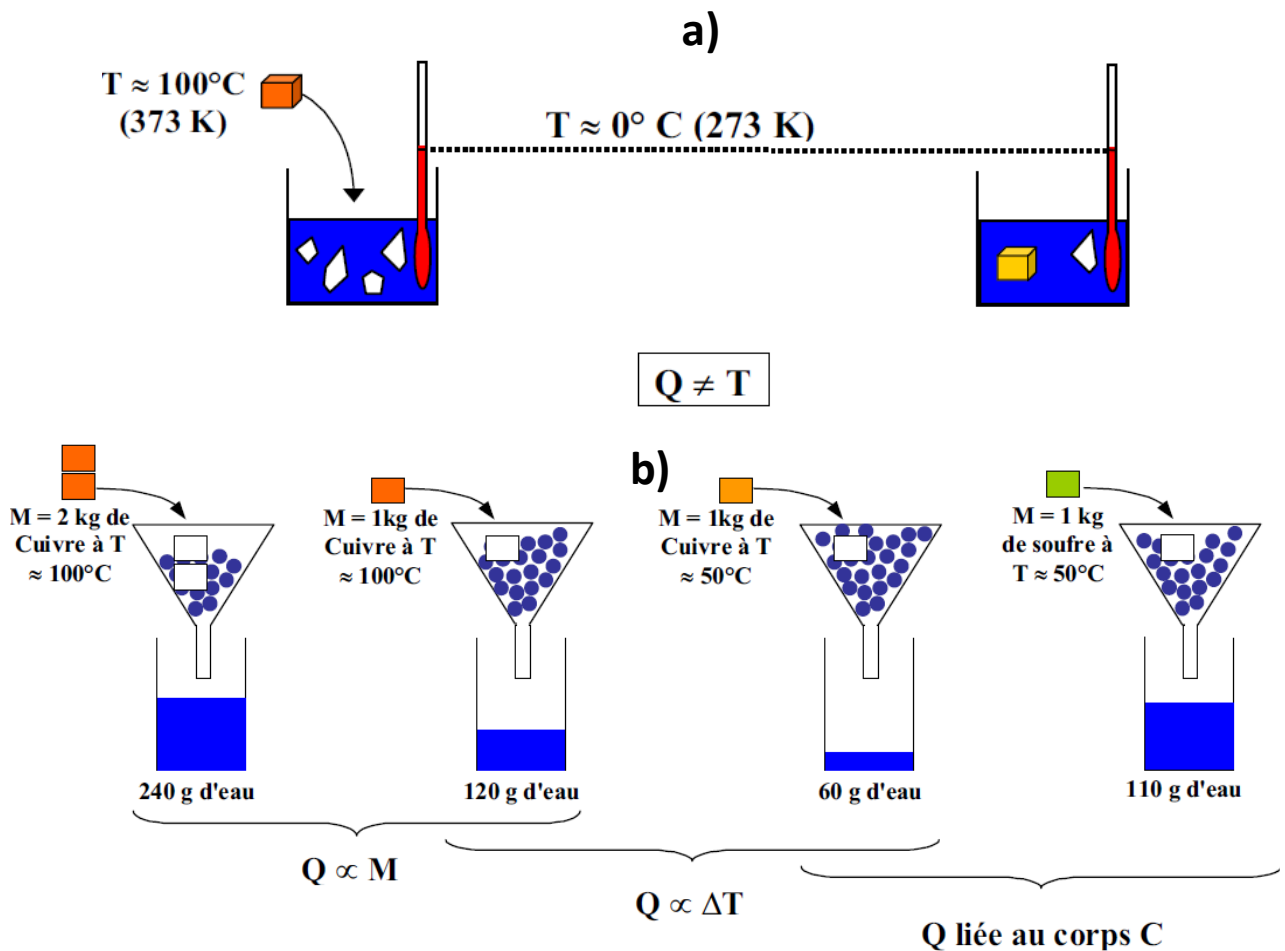 a)
T ≈ 100°C
(373 K)
T ≈ 0° C (273 K)
Q ≠ T
b)
M = 2 kg de
Cuivre à T
≈ 100°C
M = 1kg de
Cuivre à T
≈ 100°C
M = 1kg de
Cuivre à T
≈ 50°C
M = 1 kg
de soufre à
T ≈ 50°C
240 g d'eau
120 g d'eau
60 g d'eau
110 g d'eau
Q ∝ M
Q ∝ ΔT
Q liée au corps C